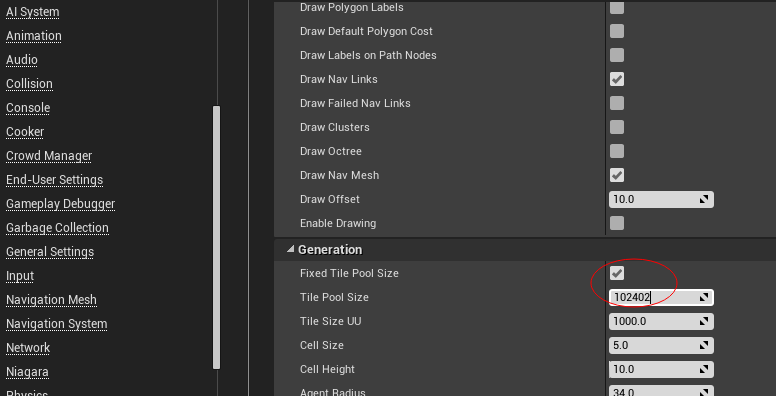 AI System
Animation
Audio
Collision
Console
Cooker
Crowd Manager
End-User Settings
Gameplay Debugger
Garbage Collection
General Settings
Input
Navigation Mesh
Navigation System
Network
Niagara
Physics
Draw Polygon Labels
Draw Default Polygon Cost
Draw Labels on Path Nodes
Draw Nav Links
Draw Failed Nav Links
Draw Clusters
Draw Octree
Draw Nav Mesh
Draw Offset 10.0
Enable Drawing
Generation
Fixed Tile Pool Size
Tile Pool Size 102402
Tile Size UU 1000.0
Cell Size 5.0
Cell Height 10.0
Agent Radius 34.0